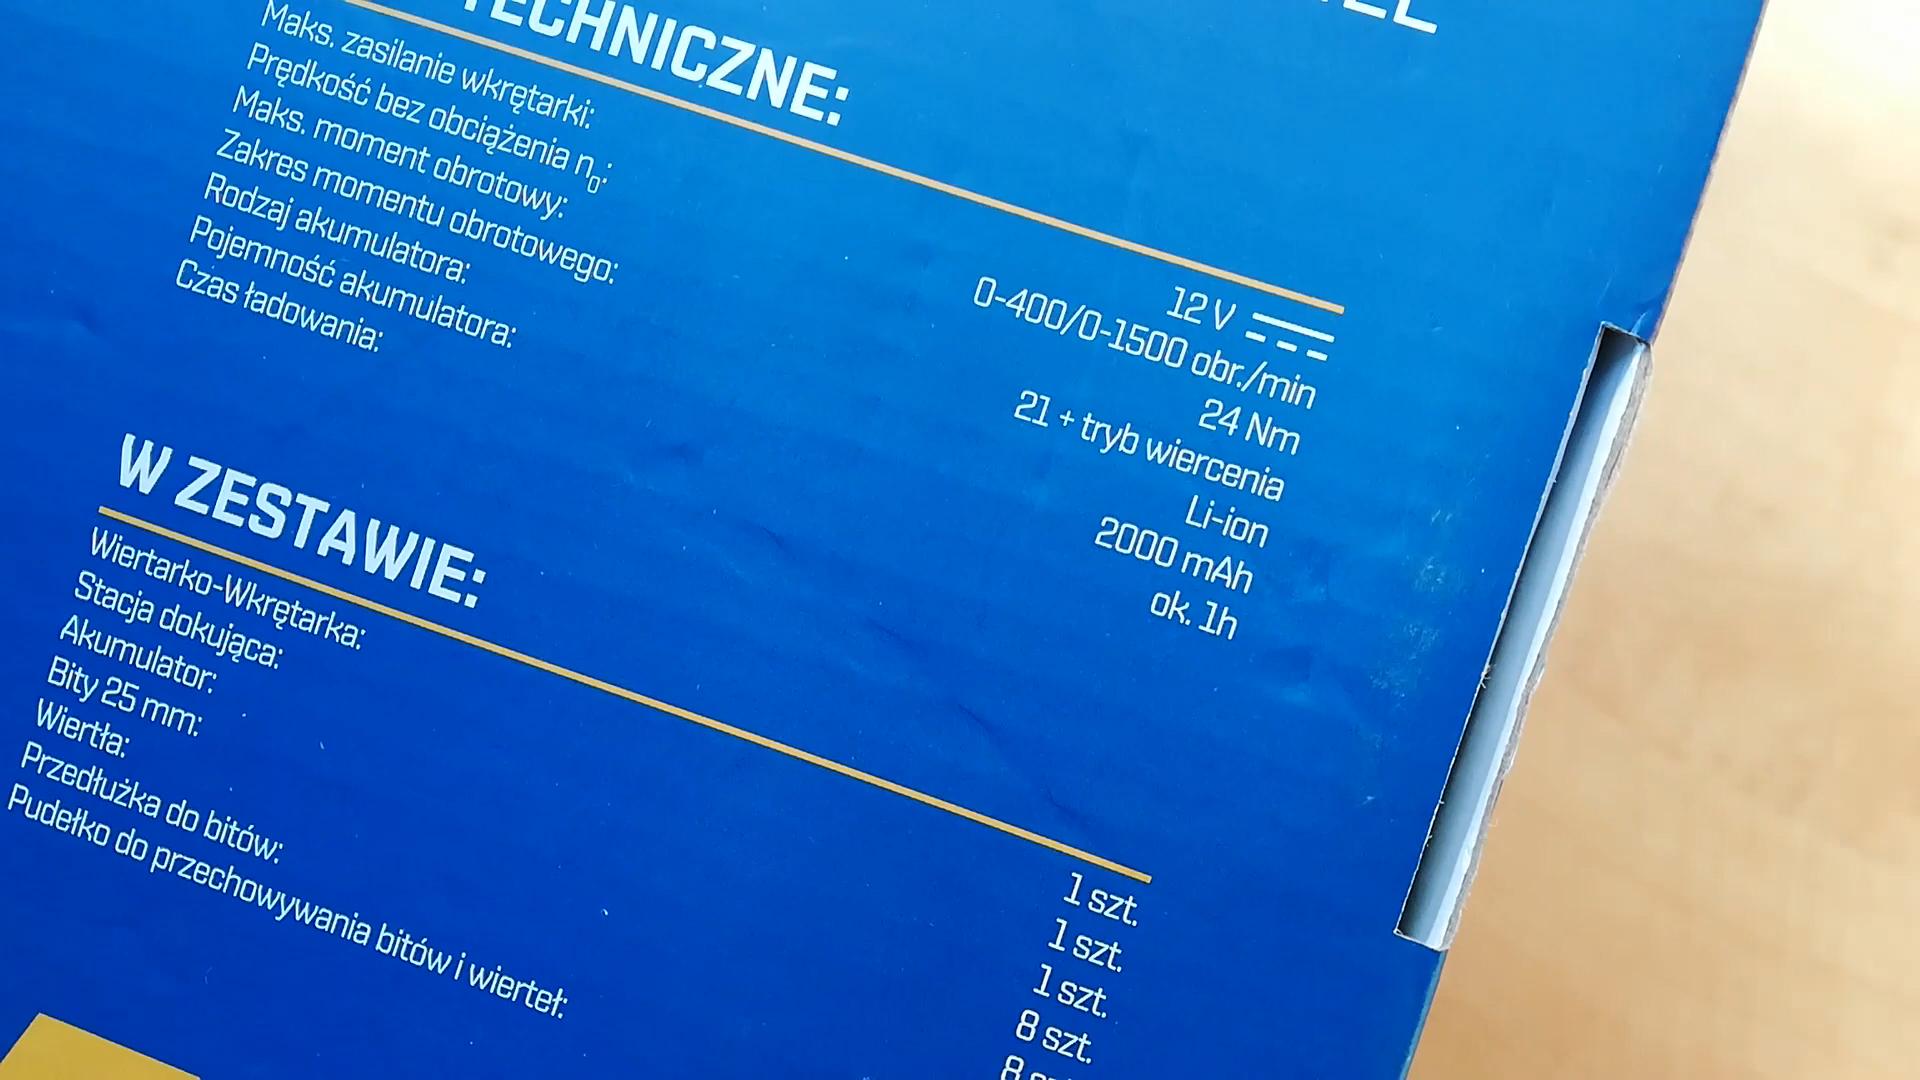 TECHNICZNE:
Maks. zasilanie wkrętarki: 12 V
Prędkość bez obciążenia n₀: 0-400/0-1500 obr./min
Maks. moment obrotowy: 24 Nm
Zakres momentu obrotowego: 21 + tryb wiercenia
Rodzaj akumulatora: Li-ion
Pojemność akumulatora: 2000 mAh
Czas ładowania: ok. 1h
W ZESTAWIE:
Wiertarko-Wkrętarka: 1 szt.
Stacja dokująca: 1 szt.
Akumulator: 1 szt.
Bity 25 mm: 8 szt.
Wiertła: 8
Przedłużka do bitów:
Pudełko do przechowywania bitów i wierteł: